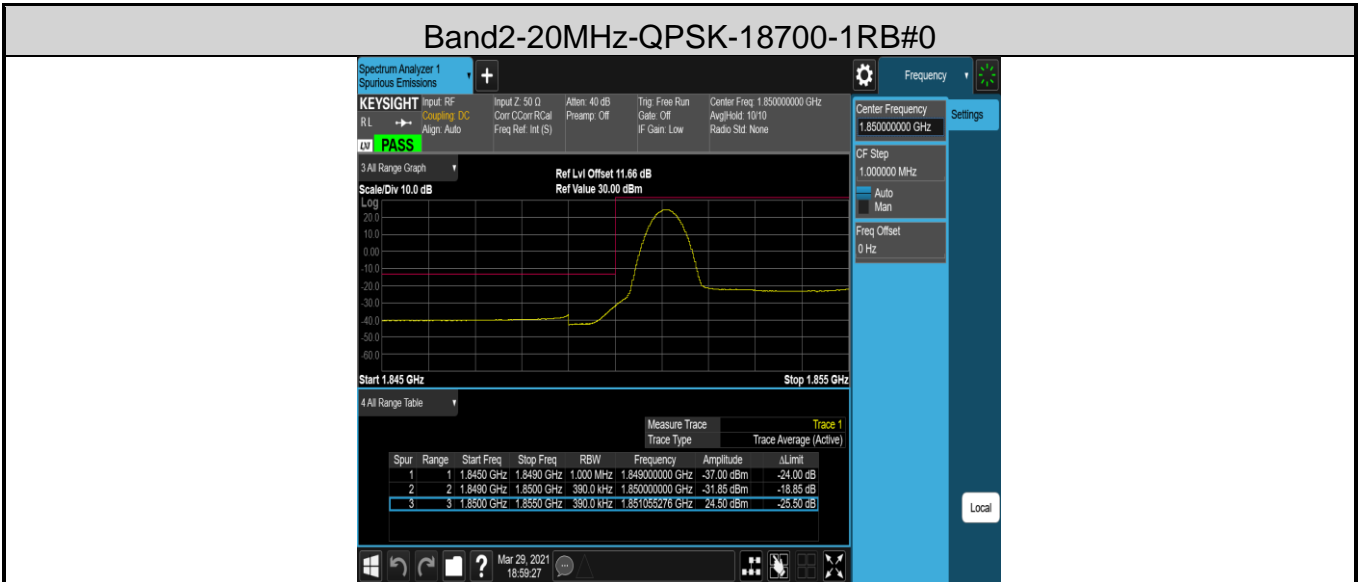 Band2-20MHz-QPSK-18700-1RB#0
Spectrum Analyzer 1
Spurious Emissions
+
Frequency
KEYSIGHT Input: RF Input Z: 50 Ω Atten: 40 dB Trig: Free Run Center Freq: 1.850000000 GHz
RL Coupling: DC Corr CCorr RCal Preamp: Off Gate: Off Avg|Hold: 10/10
Align: Auto Freq Ref: Int (S) IF Gain: Low Radio Std: None
LXI PASS
Center Frequency
1.850000000 GHz
Settings
CF Step
1.000000 MHz
Auto
Man
Freq Offset
0 Hz
3 All Range Graph
Ref Lvl Offset 11.66 dB
Scale/Div 10.0 dB Ref Value 30.00 dBm
Log
20.0
10.0
0.00
-10.0
-20.0
-30.0
-40.0
-50.0
-60.0
Start 1.845 GHz Stop 1.855 GHz
4 All Range Table
Measure Trace Trace 1
Trace Type Trace Average (Active)
Spur Range Start Freq Stop Freq RBW Frequency Amplitude ΔLimit
1 1 1.8450 GHz 1.8490 GHz 1.000 MHz 1.849000000 GHz -37.00 dBm -24.00 dB
2 2 1.8490 GHz 1.8500 GHz 390.0 kHz 1.850000000 GHz -31.85 dBm -18.85 dB
3 3 1.8500 GHz 1.8550 GHz 390.0 kHz 1.851055276 GHz 24.50 dBm -25.50 dB
Local
? Mar 29, 2021
18:59:27